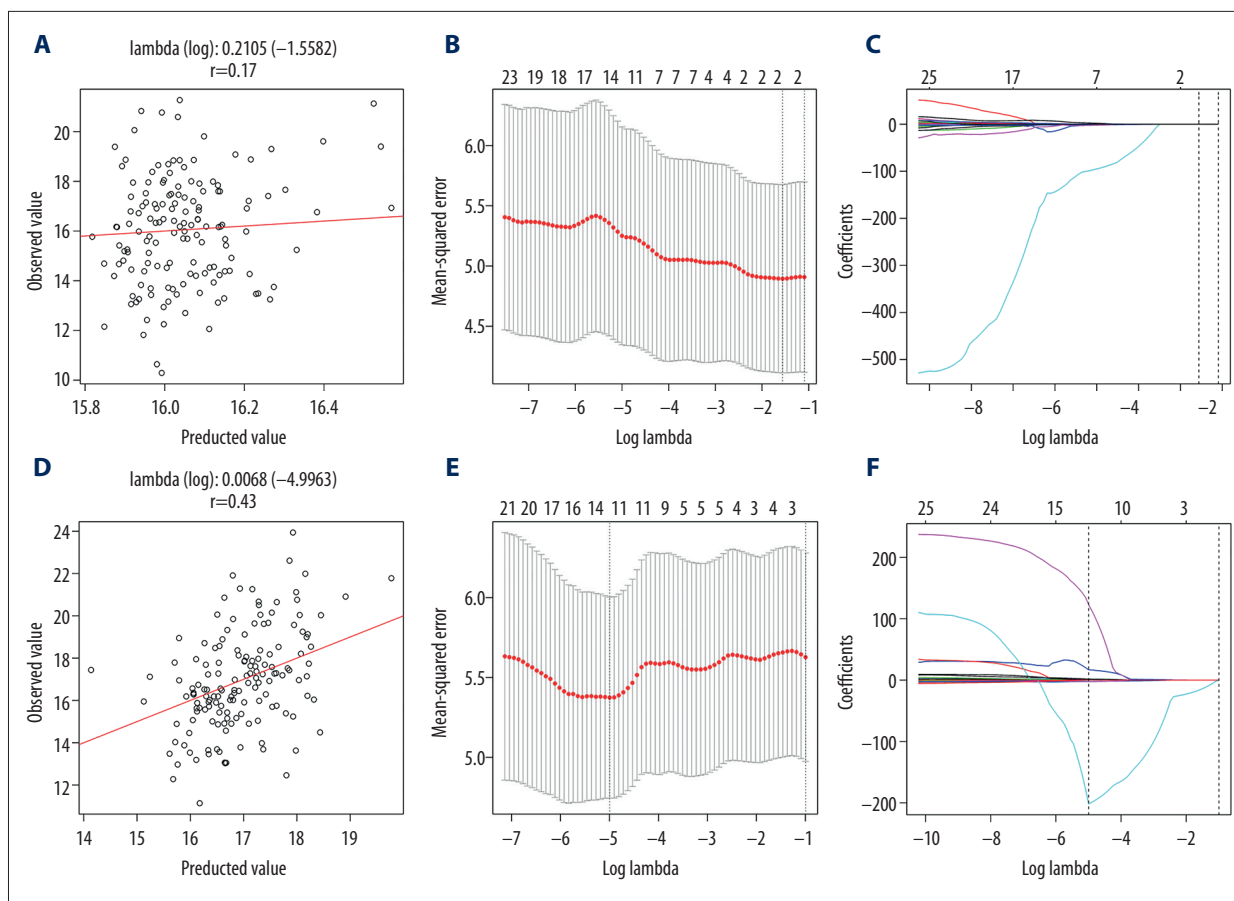 A
lambda (log): 0.2105 (−1.5582)
r=0.17
Observed value
20
18
16
14
12
10
15.8 16.0 16.2 16.4
Preducted value
B
23 19 18 17 14 11 7 7 7 4 4 2 2 2 2
Mean-squared error
6.0
5.5
5.0
4.5
−7 −6 −5 −4 −3 −2 −1
Log lambda
C
25 17 7 2
Coefficients
0
−100
−200
−300
−400
−500
−8 −6 −4 −2
Log lambda
D
lambda (log): 0.0068 (−4.9963)
r=0.43
Observed value
24
22
20
18
16
14
12
14 15 16 17 18 19
Preducted value
E
21 20 17 16 14 11 11 9 5 5 5 4 3 4 3
Mean-squared error
6.0
5.5
5.0
−7 −6 −5 −4 −3 −2 −1
Log lambda
F
25 24 15 10 3
Coefficients
200
100
0
−100
−200
−10 −8 −6 −4 −2
Log lambda